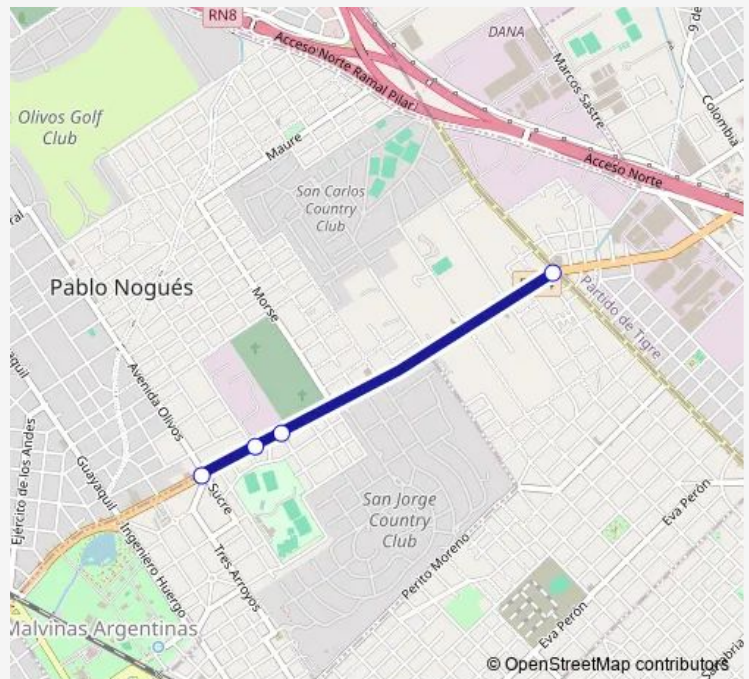 RN8
DANA
9 de
Acceso Norte Ramal Pilar
Marcos Sastre
Colombia
Olivos Golf
Club
Maure
Acceso Norte
San Carlos
Country
Club
Pablo Nogués
Morse
Partido de Tigre
Avenida Olivos
Guayaquil
Ejército de los Andes
Sucre
San Jorge
Country
Club
Eva Perón
Ingeniero Huergo
Tres Arroyos
Perito Moreno
Malvinas Argentinas
Eva Perón
© OpenStreetMap contributors